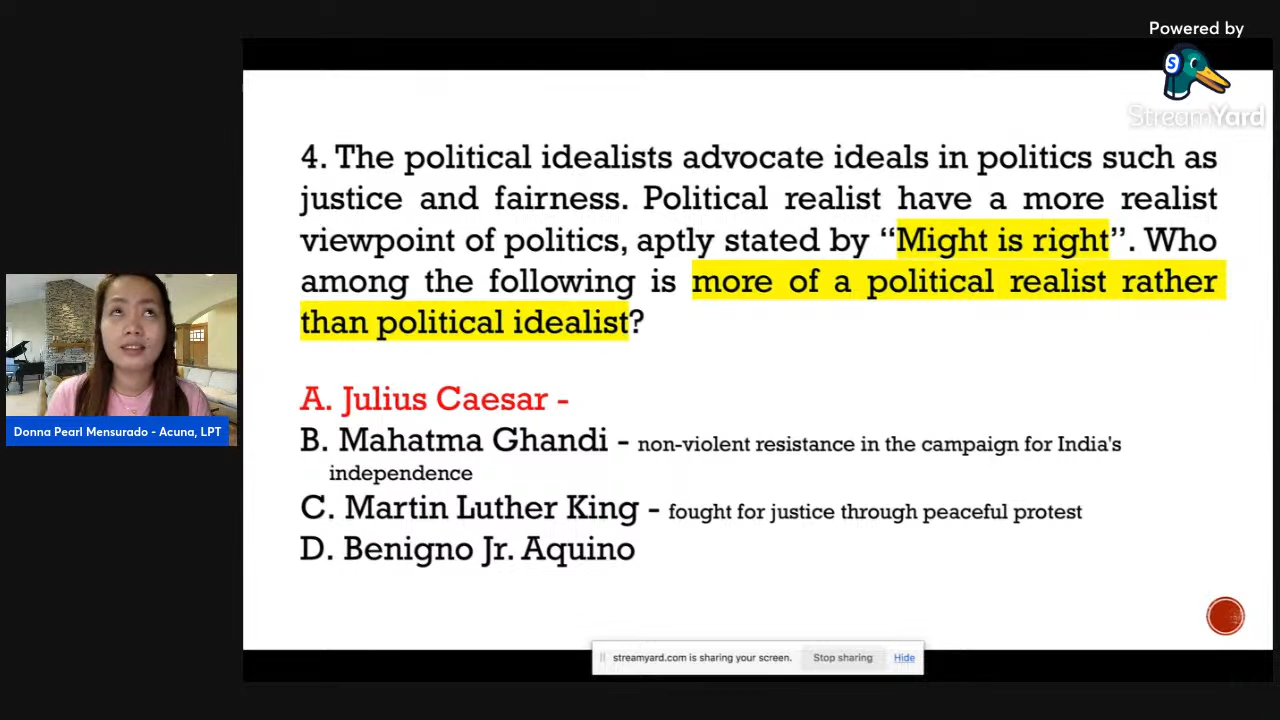 Powered by
StreamYard
4. The political idealists advocate ideals in politics such as
justice and fairness. Political realist have a more realist
viewpoint of politics, aptly stated by “Might is right”. Who
among the following is more of a political realist rather
than political idealist?
A. Julius Caesar -
B. Mahatma Ghandi - non-violent resistance in the campaign for India's
independence
C. Martin Luther King - fought for justice through peaceful protest
D. Benigno Jr. Aquino
Donna Pearl Mensurado - Acuna, LPT
streamyard.com is sharing your screen. Stop sharing Hide